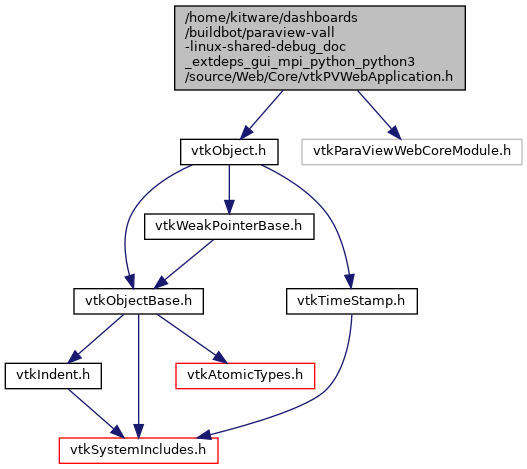 /home/kitware/dashboards
/buildbot/paraview-vall
-linux-shared-debug_doc
_extdeps_gui_mpi_python_python3
/source/Web/Core/vtkPVWebApplication.h
vtkObject.h
vtkParaViewWebCoreModule.h
vtkWeakPointerBase.h
vtkObjectBase.h
vtkTimeStamp.h
vtkIndent.h
vtkAtomicTypes.h
vtkSystemIncludes.h